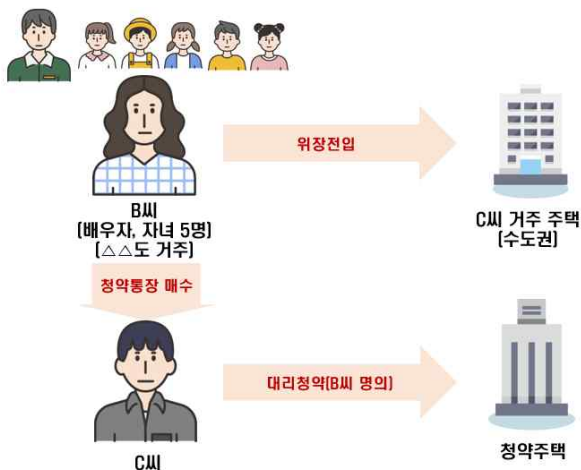 위장전입
B씨
(배우자, 자녀 5명)
(△△도 거주)
C씨 거주 주택
(수도권)
청약통장 매수
대리청약(B씨 명의)
C씨
청약주택